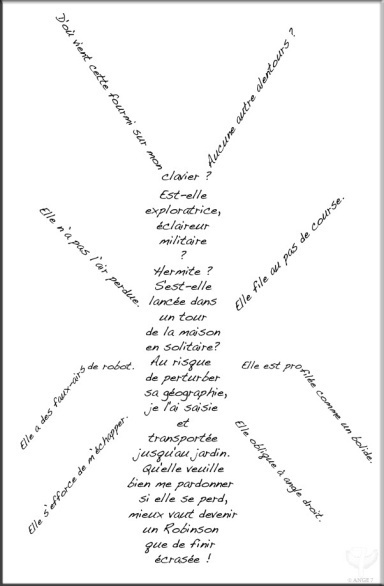 D'où vient cette fourmi sur mon
clavier ?
Aucune autre alentours ?
Est-elle
exploratrice,
éclaireur
militaire
?
Hermite ?
S'est-elle
lancée dans
un tour
de la maison
en solitaire?
Elle n'a pas l'air perdue.
Elle file au pas de course.
Elle a des faux-airs de robot.
Elle est profilée comme un bolide.
Elle s'efforce de m'échapper.
Elle oblique à angle droit.
Au risque
de perturber
sa géographie,
je l'ai saisie
et
transportée
jusqu'au jardin.
Qu'elle veuille
bien me pardonner
si elle se perd,
mieux vaut devenir
un Robinson
que de finir
écrasée !